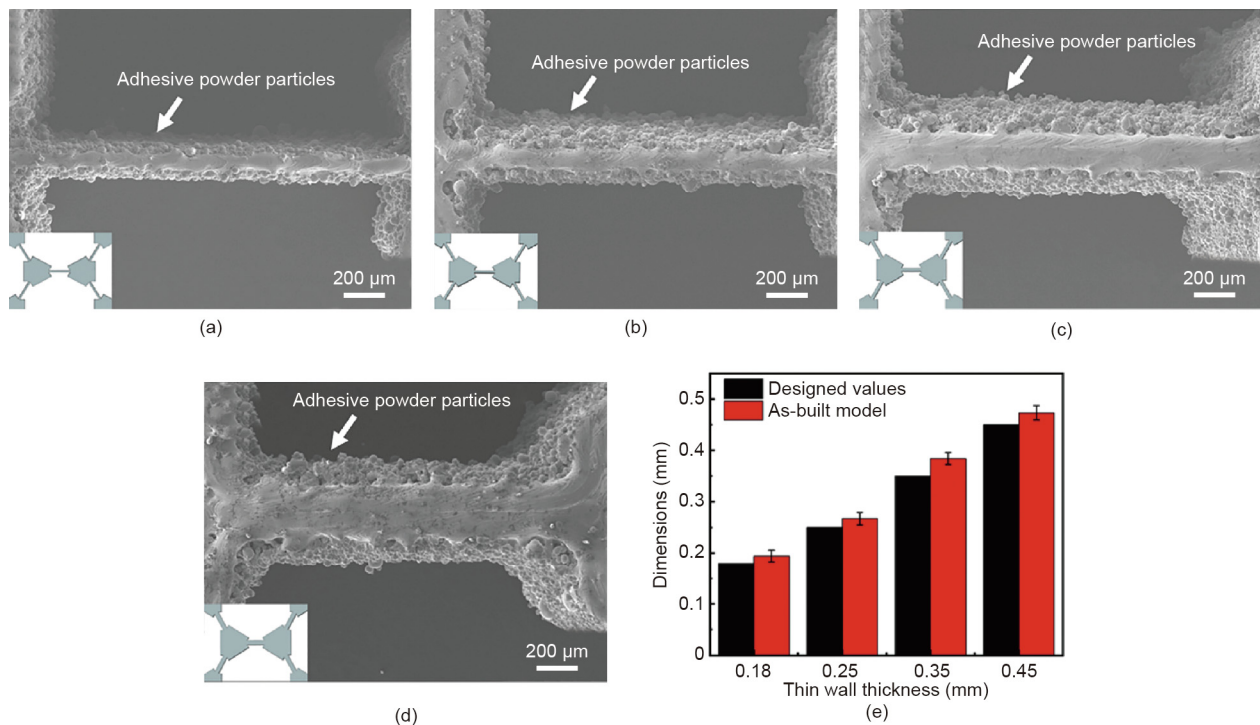 Adhesive powder particles
200 µm
(a)
Adhesive powder particles
200 µm
(b)
Adhesive powder particles
200 µm
(c)
Adhesive powder particles
200 µm
(d)
Designed values
As-built model
Dimensions (mm)
0.5
0.4
0.3
0.2
0.1
0
0.18 0.25 0.35 0.45
Thin wall thickness (mm)
(e)